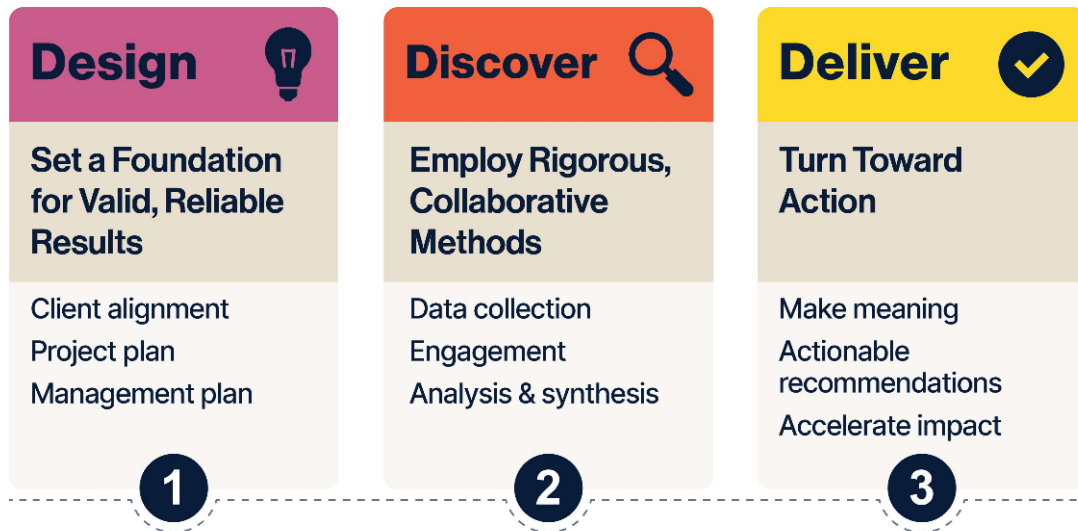 Design
Set a Foundation
for Valid, Reliable
Results
Client alignment
Project plan
Management plan
1
Discover
Employ Rigorous,
Collaborative
Methods
Data collection
Engagement
Analysis & synthesis
2
Deliver
Turn Toward
Action
Make meaning
Actionable
recommendations
Accelerate impact
3